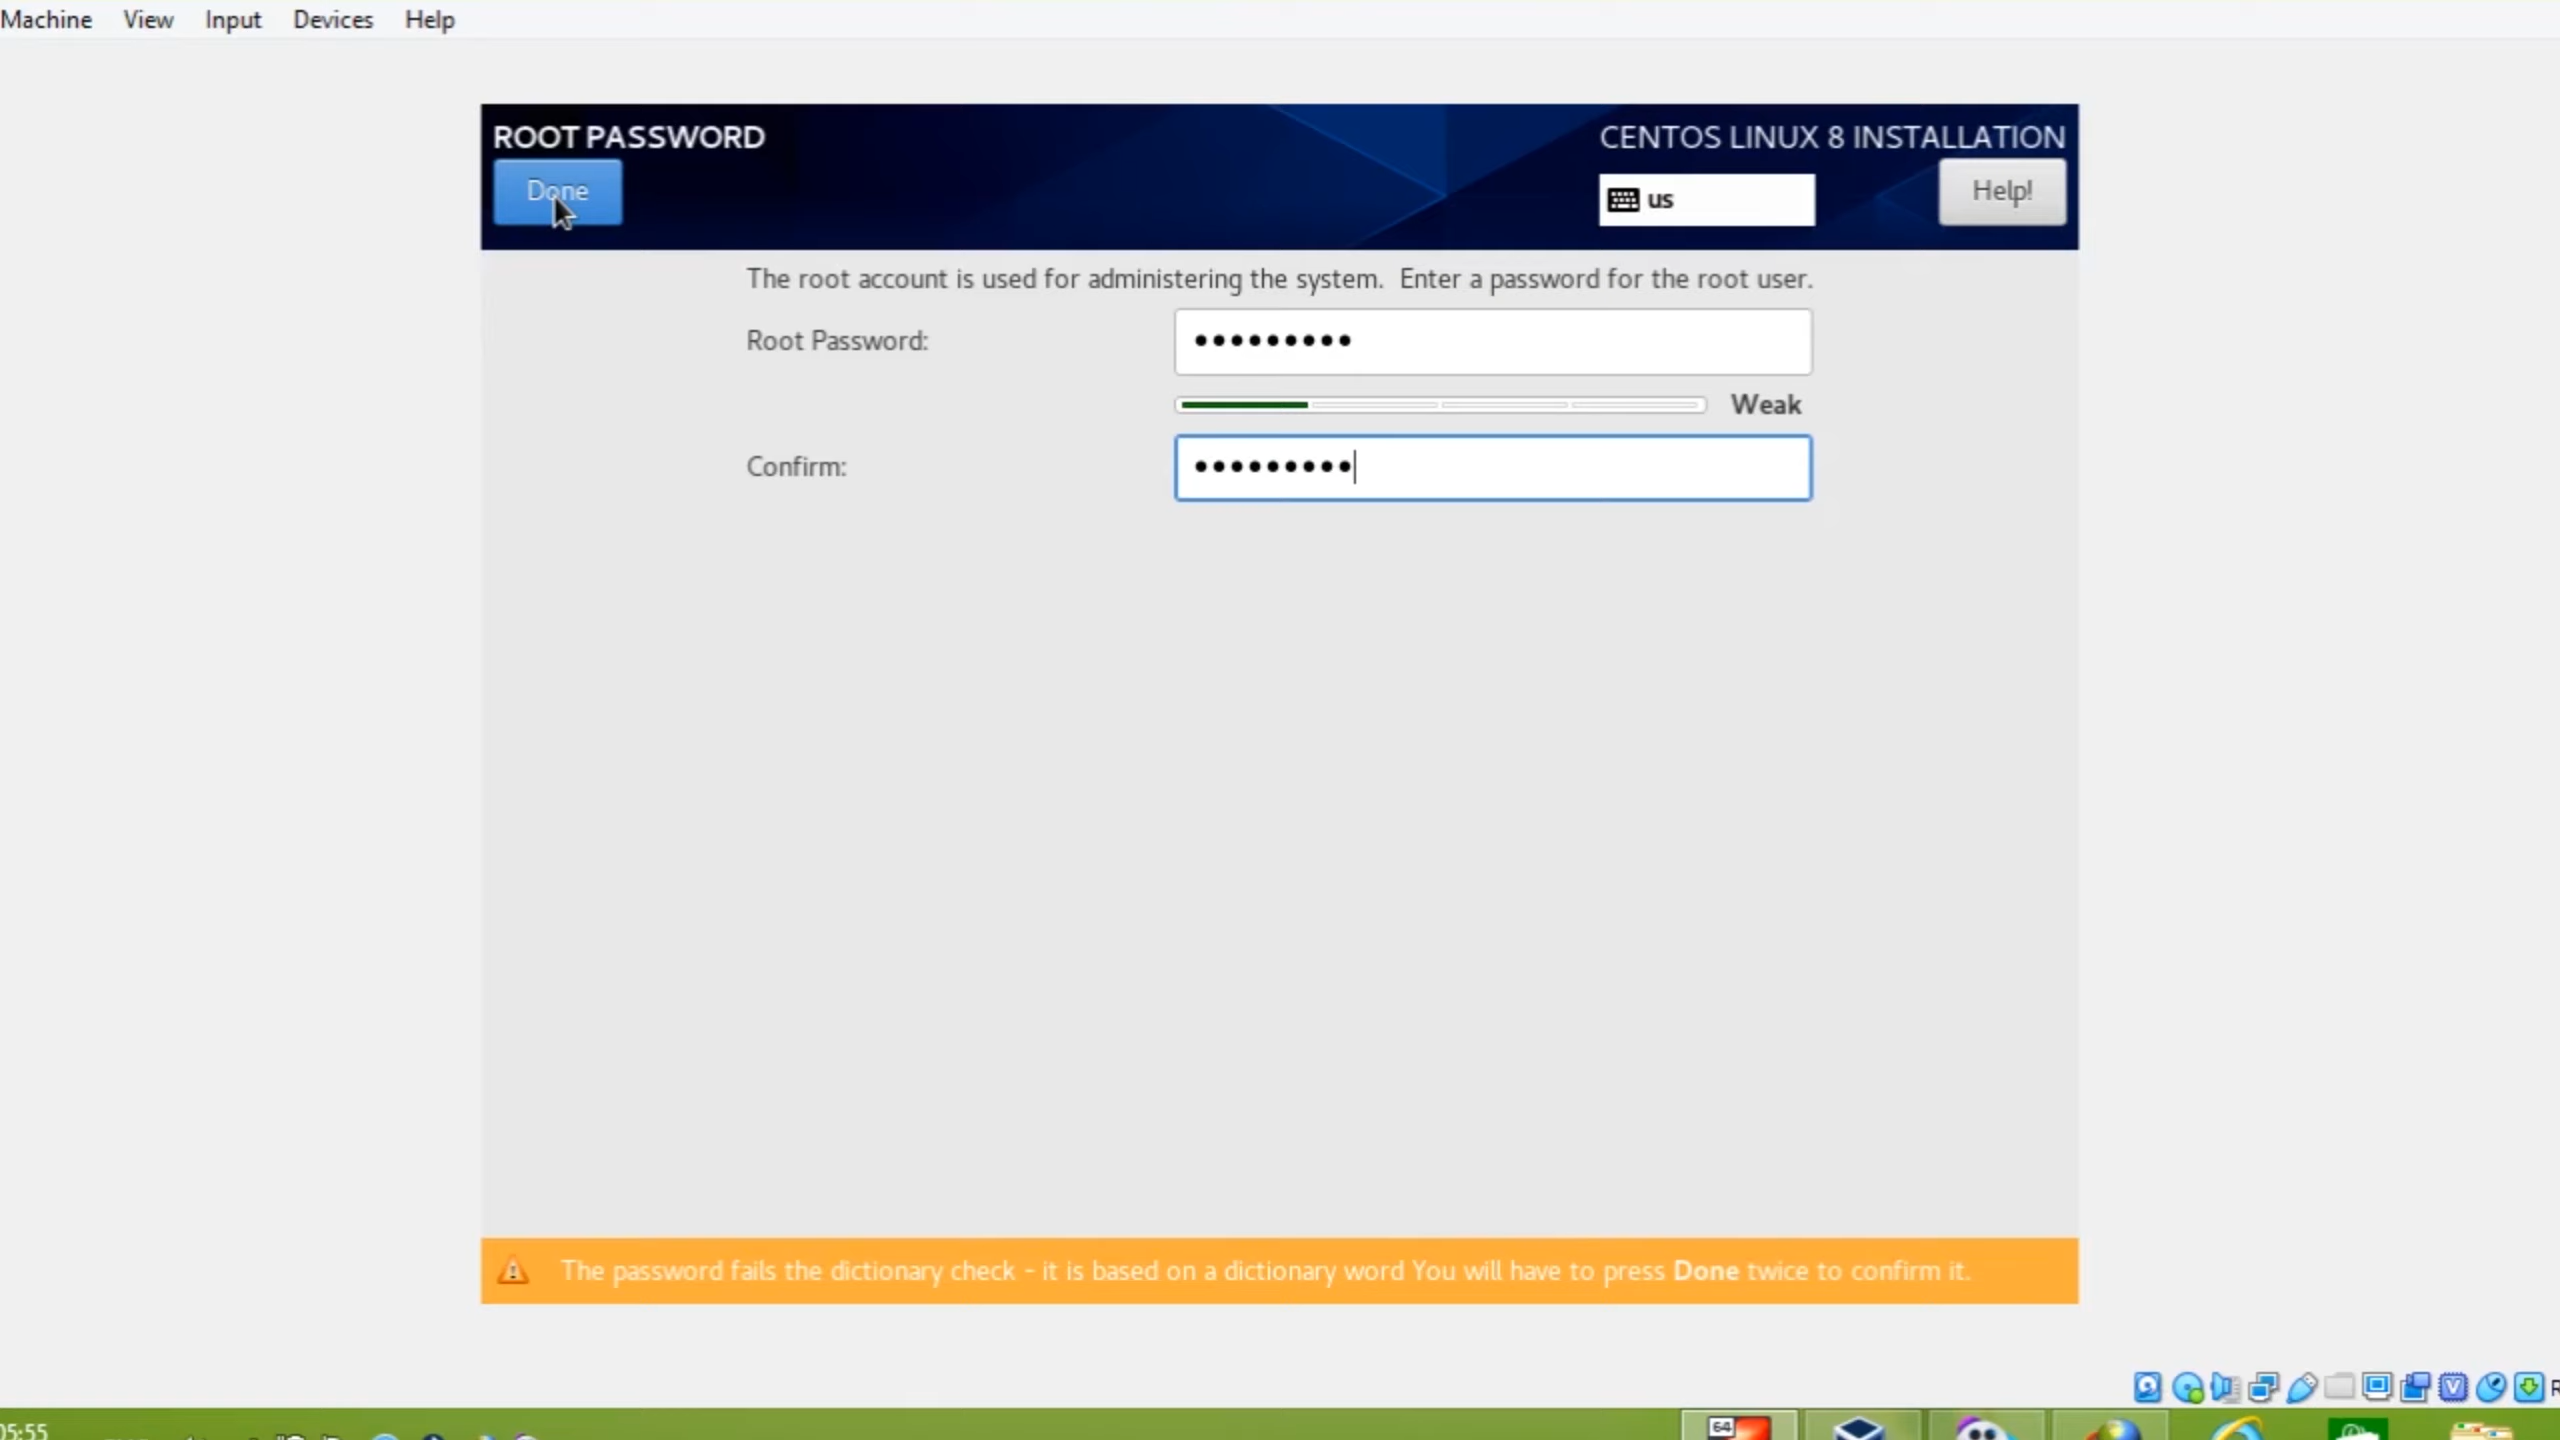 Machine View Input Devices Help
ROOT PASSWORD
CENTOS LINUX 8 INSTALLATION
Done
us
Help!
The root account is used for administering the system. Enter a password for the root user.
Root Password:
•••••••••
Weak
Confirm:
•••••••••
The password fails the dictionary check - it is based on a dictionary word You will have to press Done twice to confirm it.
05:55
64